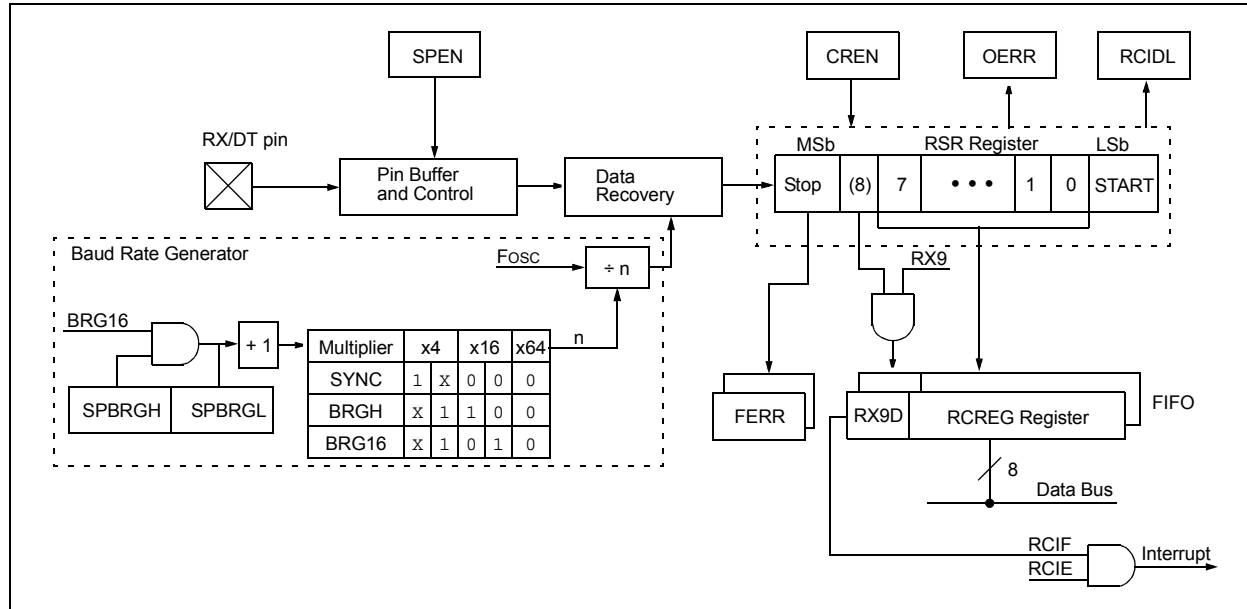 SPEN
CREN
OERR
RCIDL
RX/DT pin
Pin Buffer
and Control
Data
Recovery
MSb RSR Register LSb
Stop (8) 7 • • • 1 0 START
Baud Rate Generator
FOSC
÷ n
RX9
BRG16
+ 1
n
Multiplier x4 x16 x64
SYNC 1 X 0 0 0
BRGH X 1 1 0 0
BRG16 X 1 0 1 0
SPBRGH SPBRGL
FERR
RX9D RCREG Register
FIFO
8
Data Bus
RCIF
RCIE
Interrupt